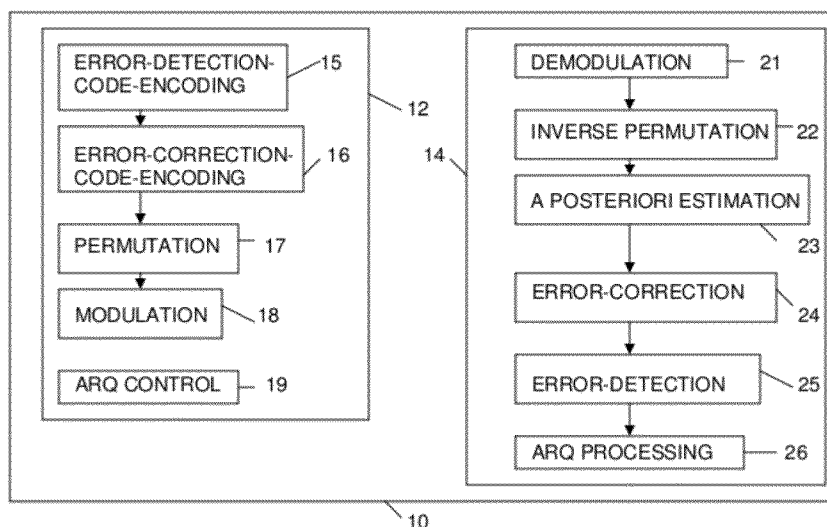 ERROR-DETECTION-
CODE-ENCODING
15
12
ERROR-CORRECTION-
CODE-ENCODING
16
PERMUTATION
17
MODULATION
18
ARQ CONTROL
19
14
DEMODULATION
21
INVERSE PERMUTATION
22
A POSTERIORI ESTIMATION
23
ERROR-CORRECTION
24
ERROR-DETECTION
25
ARQ PROCESSING
26
10